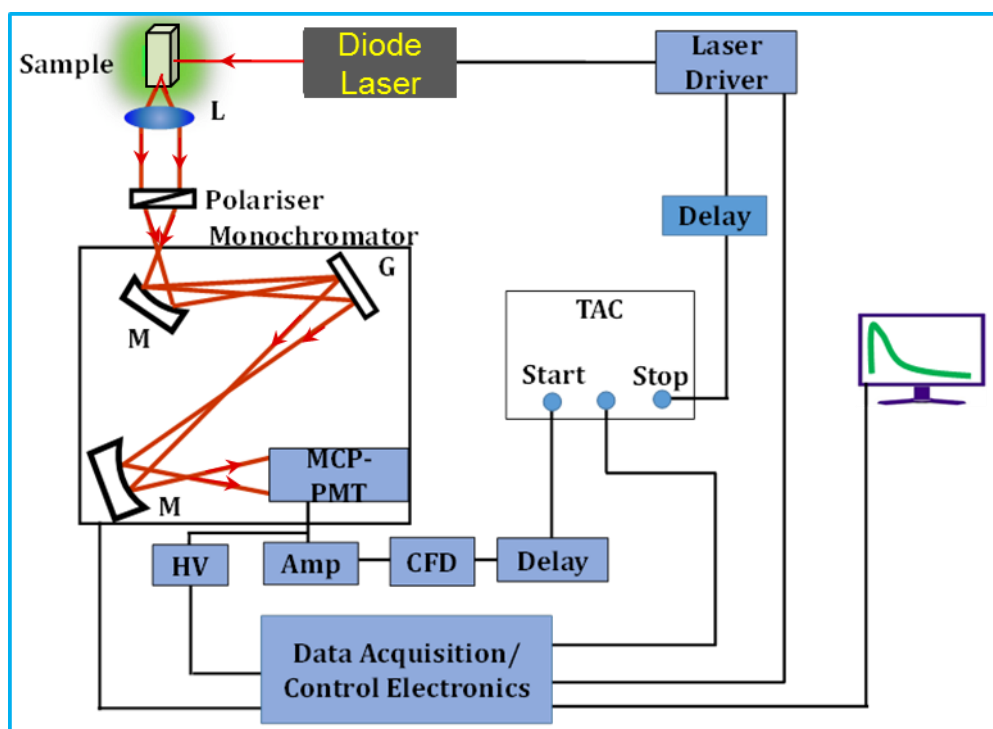 Diode
Laser
Laser
Driver
Sample
L
Polariser
Delay
Monochromator
G
TAC
M
Start
Stop
MCP-
PMT
M
HV
Amp
CFD
Delay
Data Acquisition/
Control Electronics